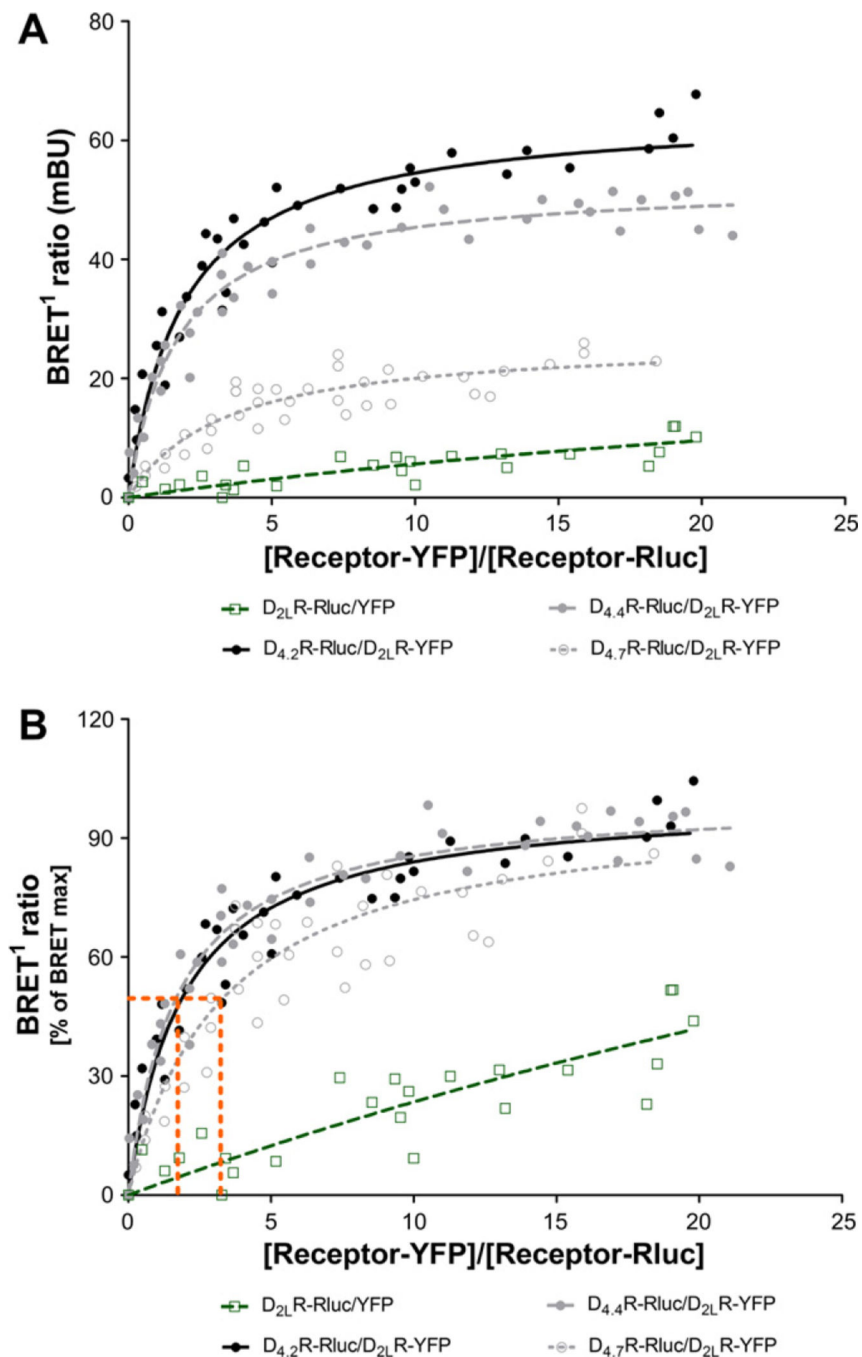 A
BRET¹ ratio (mBU)
80
60
40
20
0
0 5 10 15 20 25
[Receptor-YFP]/[Receptor-Rluc]
D₂LR-Rluc/YFP D₄.₄R-Rluc/D₂LR-YFP
D₄.₂R-Rluc/D₂LR-YFP D₄.₇R-Rluc/D₂LR-YFP
B
BRET¹ ratio
[% of BRET max]
120
90
60
30
0
0 5 10 15 20 25
[Receptor-YFP]/[Receptor-Rluc]
D₂LR-Rluc/YFP D₄.₄R-Rluc/D₂LR-YFP
D₄.₂R-Rluc/D₂LR-YFP D₄.₇R-Rluc/D₂LR-YFP